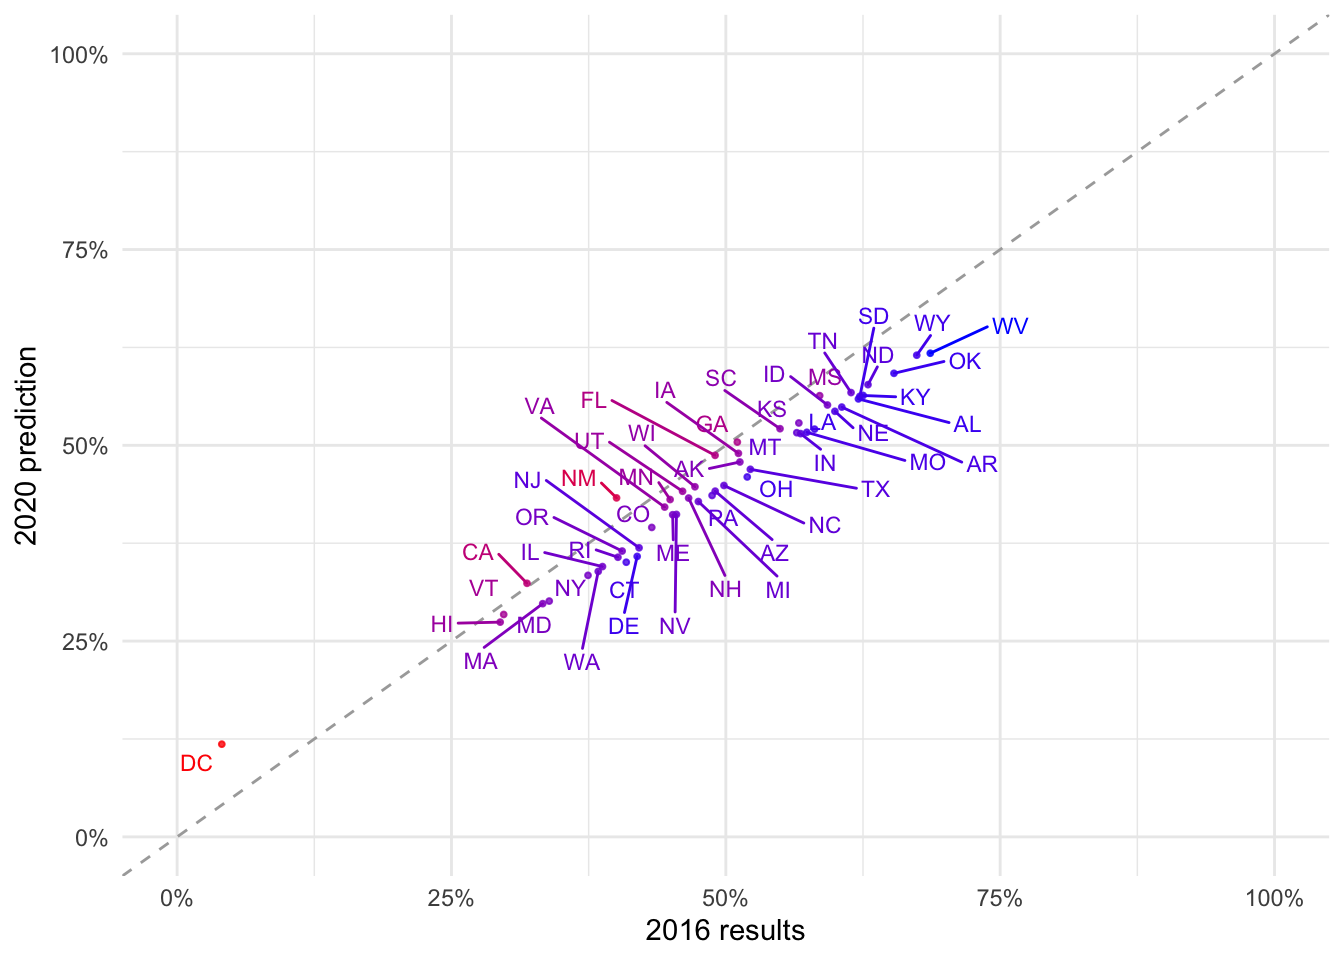 100%
75%
50%
25%
0%
2020 prediction
SD
WY
WV
TN
ND
OK
ID
MS
SC
IA
KY
FL
VA
KS
GA
LA
AL
UT
WI
NE
MT
IN
MO
AR
AK
NJ
NM
MN
OH
TX
OR
CO
PA
NC
CA
IL
RI
ME
AZ
VT
NY
CT
NH
MI
HI
MD
DE
NV
MA
WA
DC
0%
25%
50%
75%
100%
2016 results